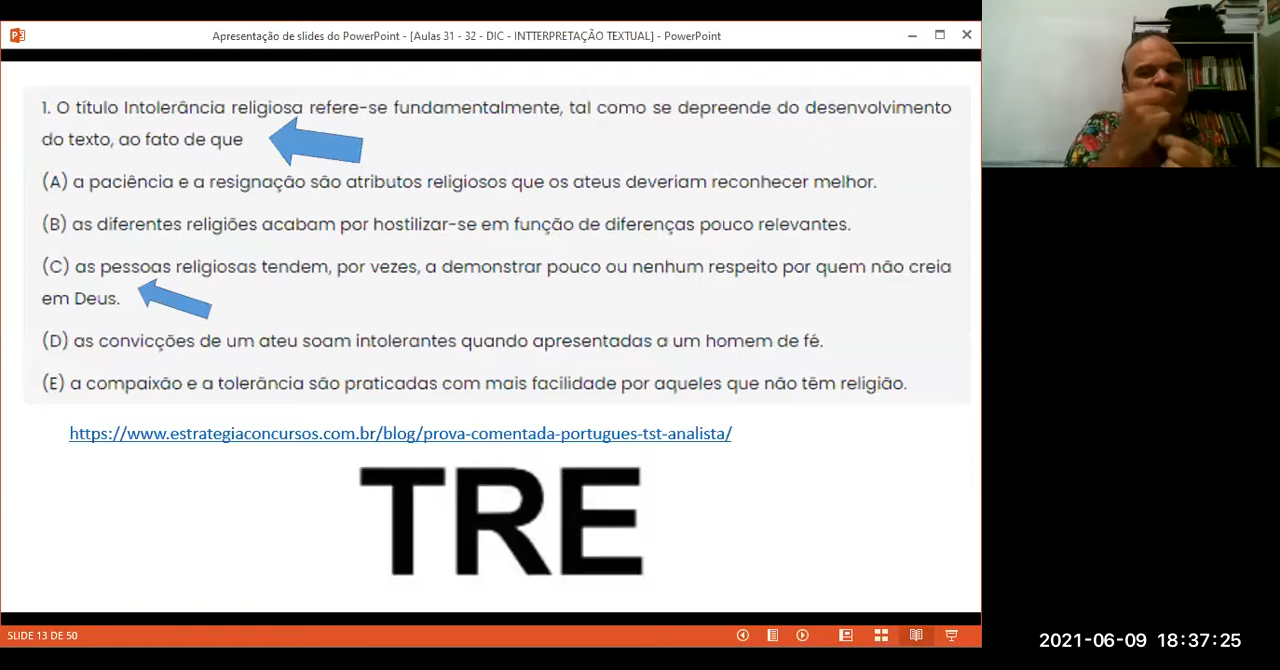 Apresentação de slides do PowerPoint - [Aulas 31 - 32 - DIC - INTTERPRETAÇÃO TEXTUAL] - PowerPoint
1. O título Intolerância religiosa refere-se fundamentalmente, tal como se depreende do desenvolvimento
do texto, ao fato de que
(A) a paciência e a resignação são atributos religiosos que os ateus deveriam reconhecer melhor.
(B) as diferentes religiões acabam por hostilizar-se em função de diferenças pouco relevantes.
(C) as pessoas religiosas tendem, por vezes, a demonstrar pouco ou nenhum respeito por quem não creia
em Deus.
(D) as convicções de um ateu soam intolerantes quando apresentadas a um homem de fé.
(E) a compaixão e a tolerância são praticadas com mais facilidade por aqueles que não têm religião.
https://www.estrategiaconcursos.com.br/blog/prova-comentada-portugues-tst-analista/
TRE
SLIDE 13 DE 50
2021-06-09 18:37:25